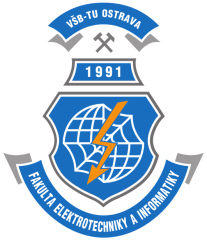 VŠB-TU OSTRAVA
1991
FAKULTA ELEKTROTECHNIKY A INFORMATIKY